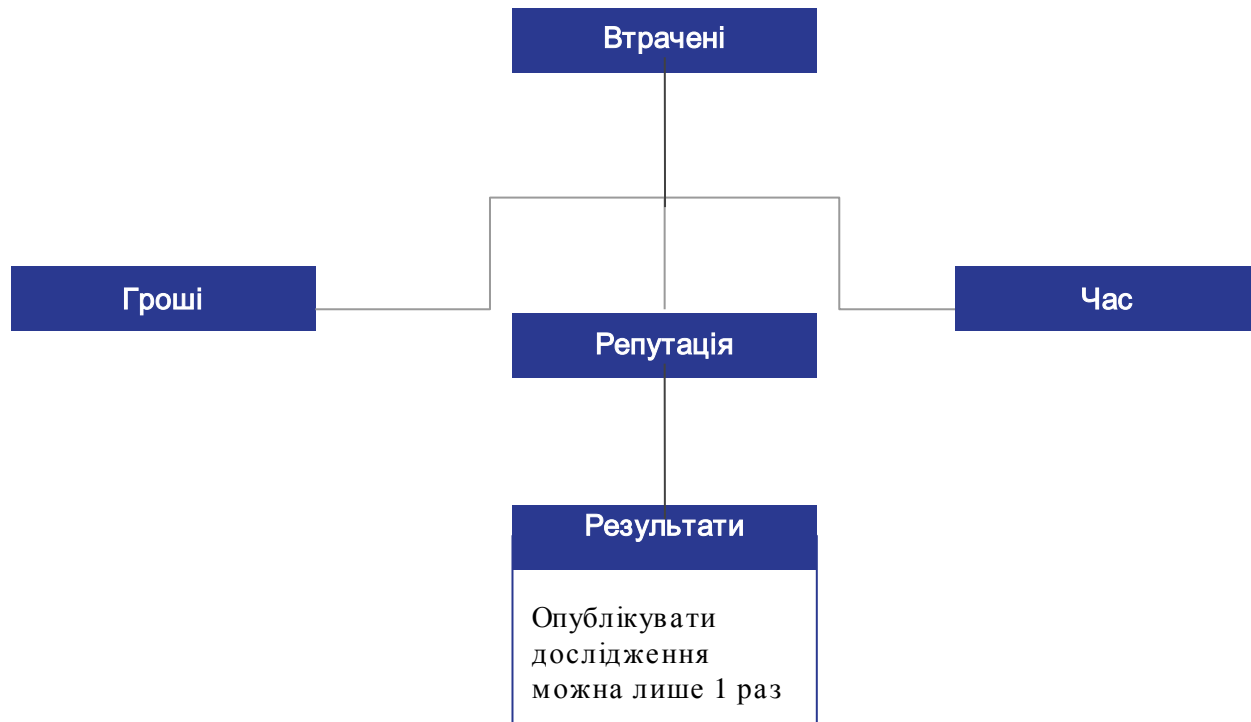 Втрачені
Гроші
Час
Репутація
Результати
Опублікувати
дослідження
можна лише 1 раз